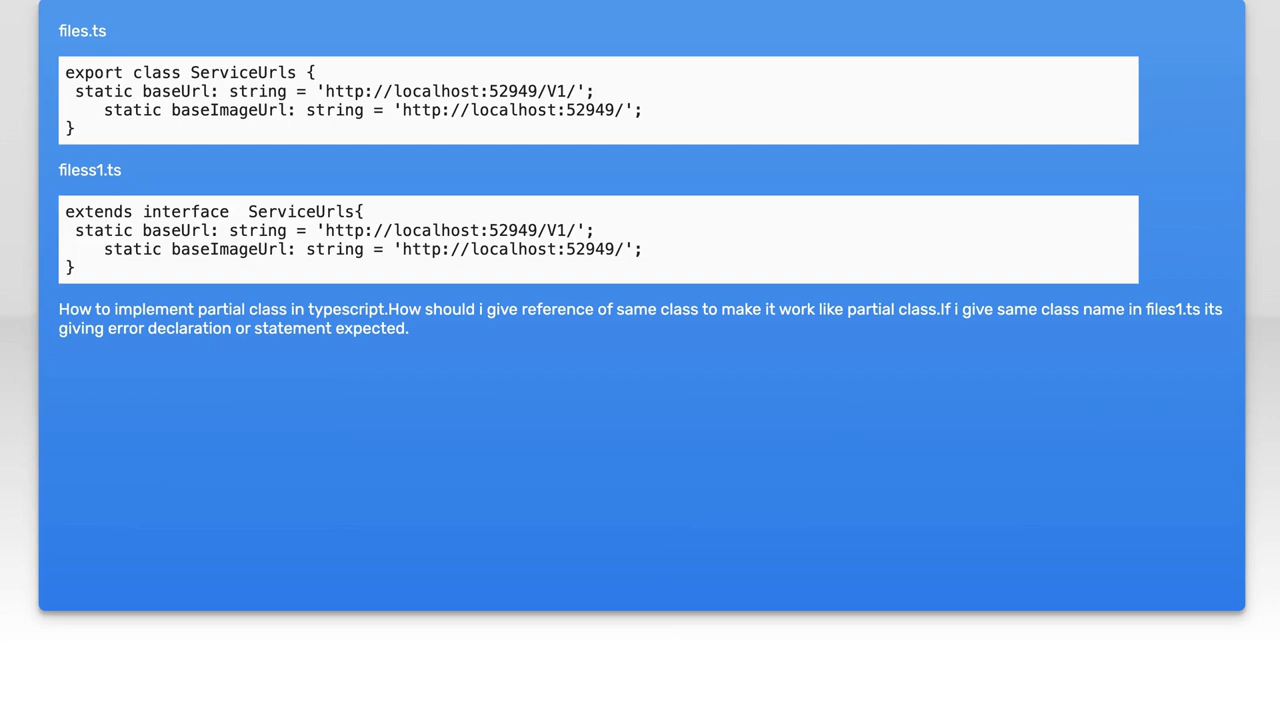 files.ts
export class ServiceUrls {
 static baseUrl: string = 'http://localhost:52949/V1/';
    static baseImageUrl: string = 'http://localhost:52949/';
}
filess1.ts
extends interface  ServiceUrls{
 static baseUrl: string = 'http://localhost:52949/V1/';
    static baseImageUrl: string = 'http://localhost:52949/';
}
How to implement partial class in typescript.How should i give reference of same class to make it work like partial class.If i give same class name in files1.ts its
giving error declaration or statement expected.